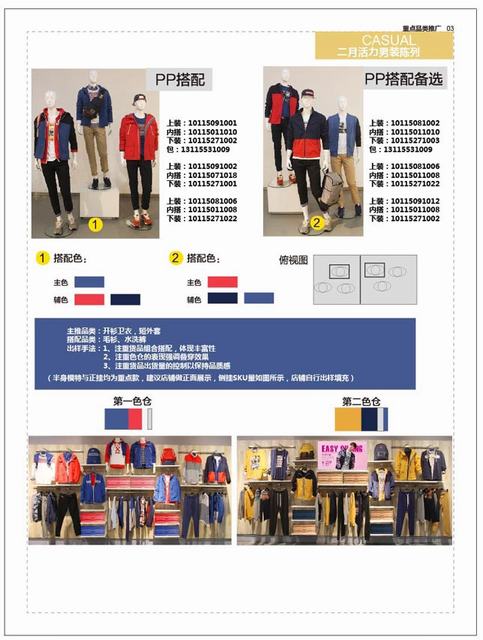 重点品类推广 03
CASUAL
二月活力男装陈列
PP搭配
上装：10115091001
内搭：10115011010
下装：10115271002
包：13115531009
上装：10115091002
内搭：10115071018
下装：10115271001
上装：10115081006
内搭：10115011008
下装：10115271022
1
PP搭配备选
上装：10115081002
内搭：10115011010
下装：10115271003
包：13115531009
上装：10115081006
内搭：10115011008
下装：10115271022
上装：10115091012
内搭：10115011008
下装：10115271002
2
1 搭配色：
主色
辅色
2 搭配色：
主色
辅色
俯视图
主推品类：开衫卫衣，短外套
搭配品类：毛衫、水洗裤
出样手法：1、注重货品组合搭配，体现丰富性
2、注重色仓的表现强调叠穿效果
3、注重货品出货量的控制以保持品质感
（半身模特与正挂均为重点款，建议店铺做正面展示，侧挂SKU量如图所示，店铺自行出样填充）
第一色仓
第二色仓